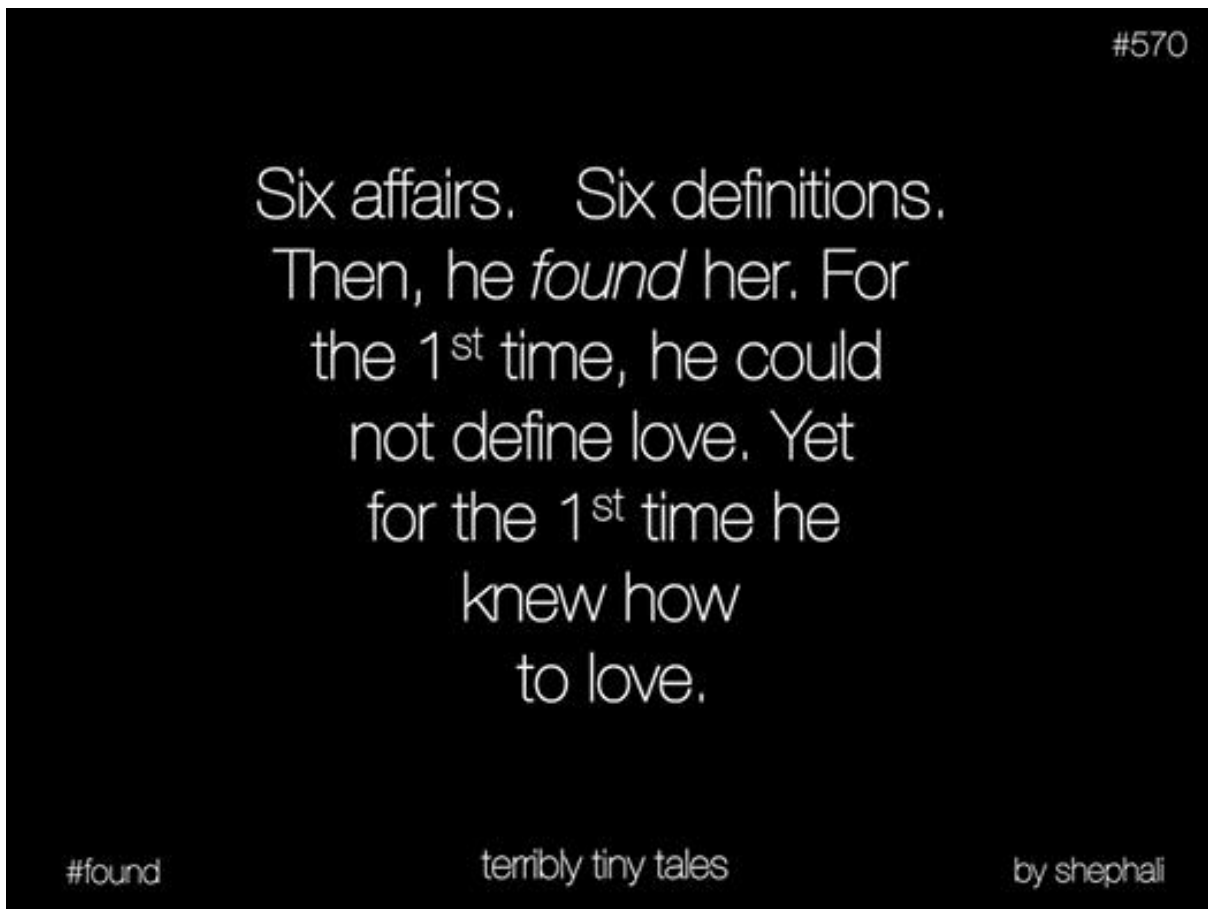 #570
Six affairs. Six definitions.
Then, he found her. For
the 1st time, he could
not define love. Yet
for the 1st time he
knew how
to love.
#found
terribly tiny tales
by shephali